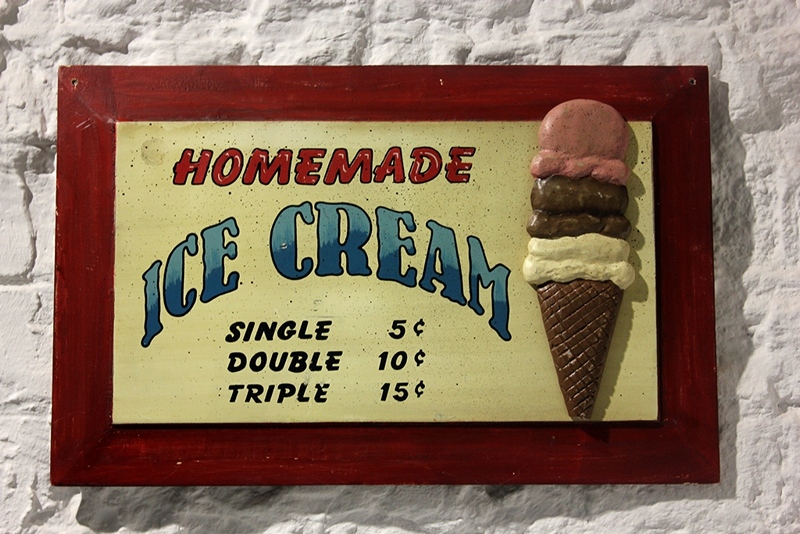 HOMEMADE
ICE CREAM
SINGLE 5¢
DOUBLE 10¢
TRIPLE 15¢